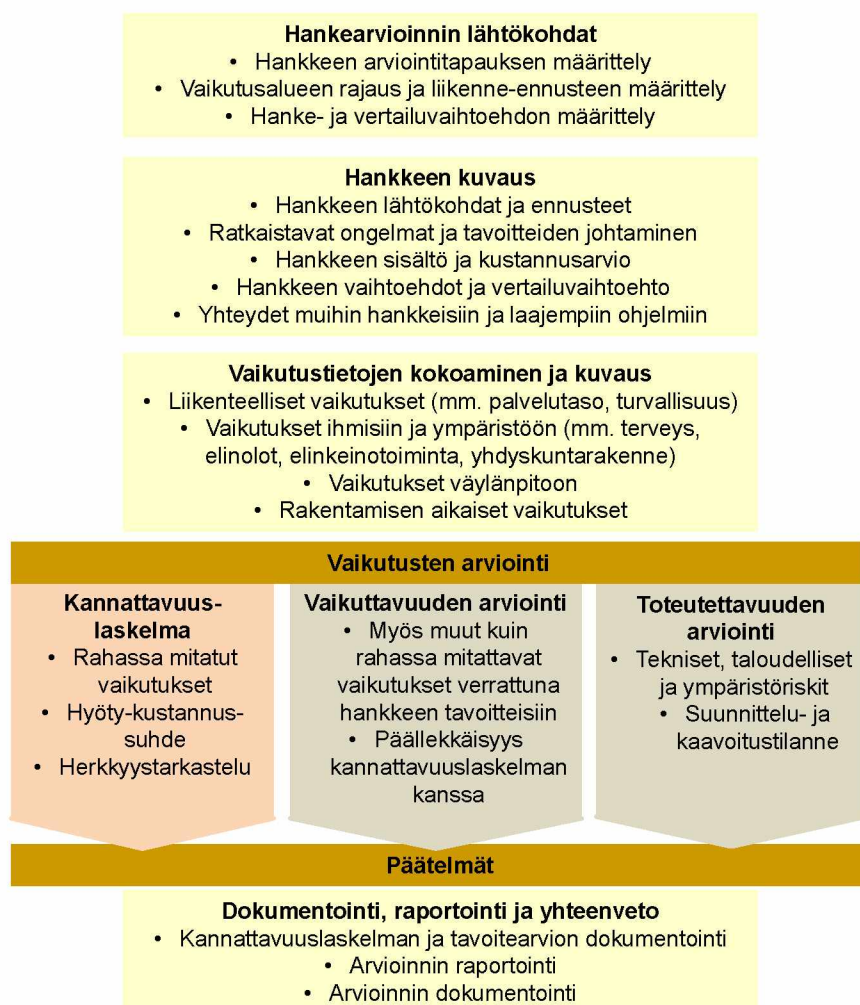 Hankearvioinnin lähtökohdat
• Hankkeen arviointitapauksen määrittely
• Vaikutusalueen rajaus ja liikenne-ennusteen määrittely
• Hanke- ja vertailuvaihtoehdon määrittely
Hankkeen kuvaus
• Hankkeen lähtökohdat ja ennusteet
• Ratkaistavat ongelmat ja tavoitteiden johtaminen
• Hankkeen sisältö ja kustannusarvio
• Hankkeen vaihtoehdot ja vertailuvaihtoehto
• Yhteydet muihin hankkeisiin ja laajempiin ohjelmiin
Vaikutustietojen kokoaminen ja kuvaus
• Liikenteelliset vaikutukset (mm. palvelutaso, turvallisuus)
• Vaikutukset ihmisiin ja ympäristöön (mm. terveys,
elinolot, elinkeinotoiminta, yhdyskuntarakenne)
• Vaikutukset väylänpitoon
• Rakentamisen aikaiset vaikutukset
Vaikutusten arviointi
Kannattavuus-
laskelma
• Rahassa mitatut
vaikutukset
• Hyöty-kustannus-
suhde
• Herkkyystarkastelu
Vaikuttavuuden arviointi
• Myös muut kuin
rahassa mitattavat
vaikutukset verrattuna
hankkeen tavoitteisiin
• Päällekkäisyys
kannattavuuslaskelman
kanssa
Toteutettavuuden
arviointi
• Tekniset, taloudelliset
ja ympäristöriskit
• Suunnittelu- ja
kaavoitustilanne
Päätelmät
Dokumentointi, raportointi ja yhteenveto
• Kannattavuuslaskelman ja tavoitearvion dokumentointi
• Arvioinnin raportointi
• Arvioinnin dokumentointi